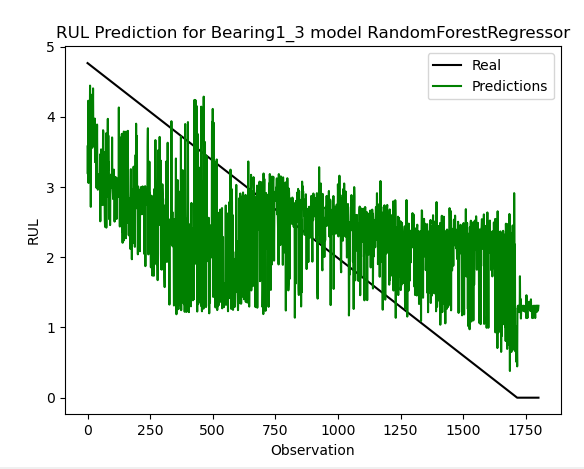 RUL Prediction for Bearing1_3 model RandomForestRegressor
Real
Predictions
5
4
3
2
1
0
RUL
0 250 500 750 1000 1250 1500 1750
Observation